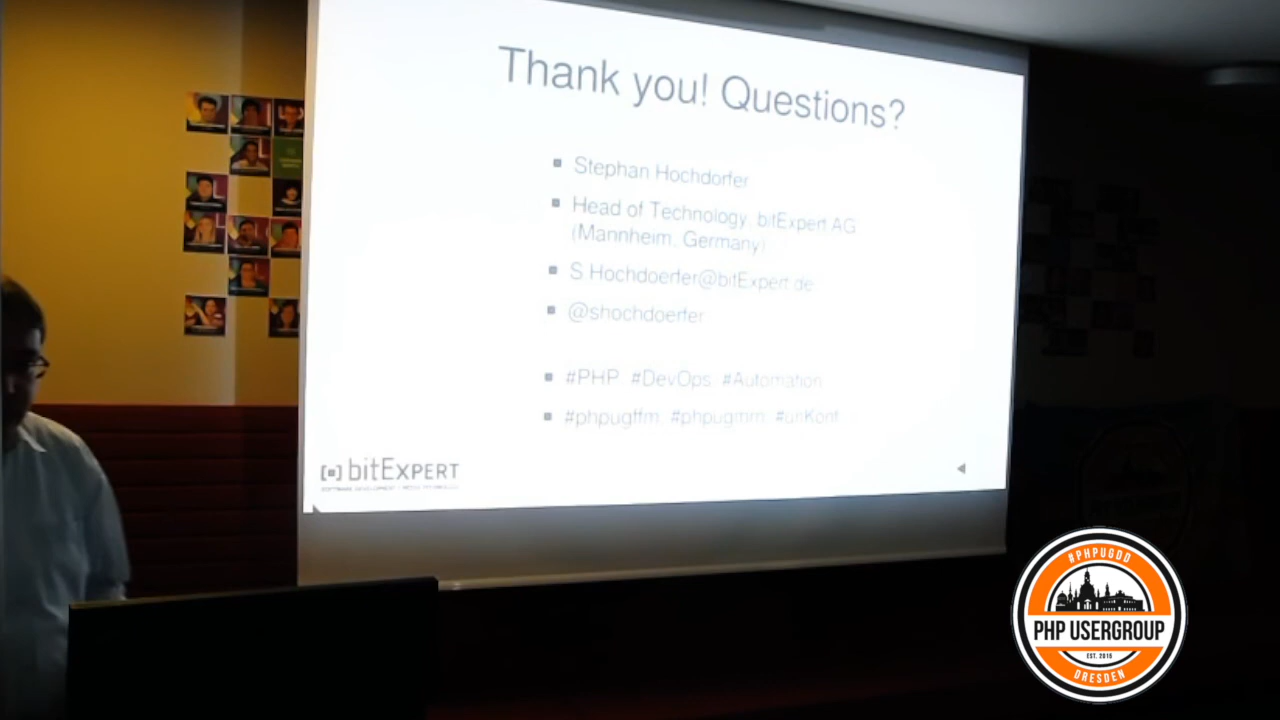 Thank you! Questions?
Stephan Hochdorfer
Head of Technology, bitExpert AG
(Mannheim, Germany)
S.Hochdoerfer@bitExpert.de
@shochdoerfer
#PHP, #DevOps, #Automation
#phpugffm, #phpugmrn, #unKonf
[▪] bitExpert
#PHPUGDD
PHP USERGROUP
EST. 2016
DRESDEN